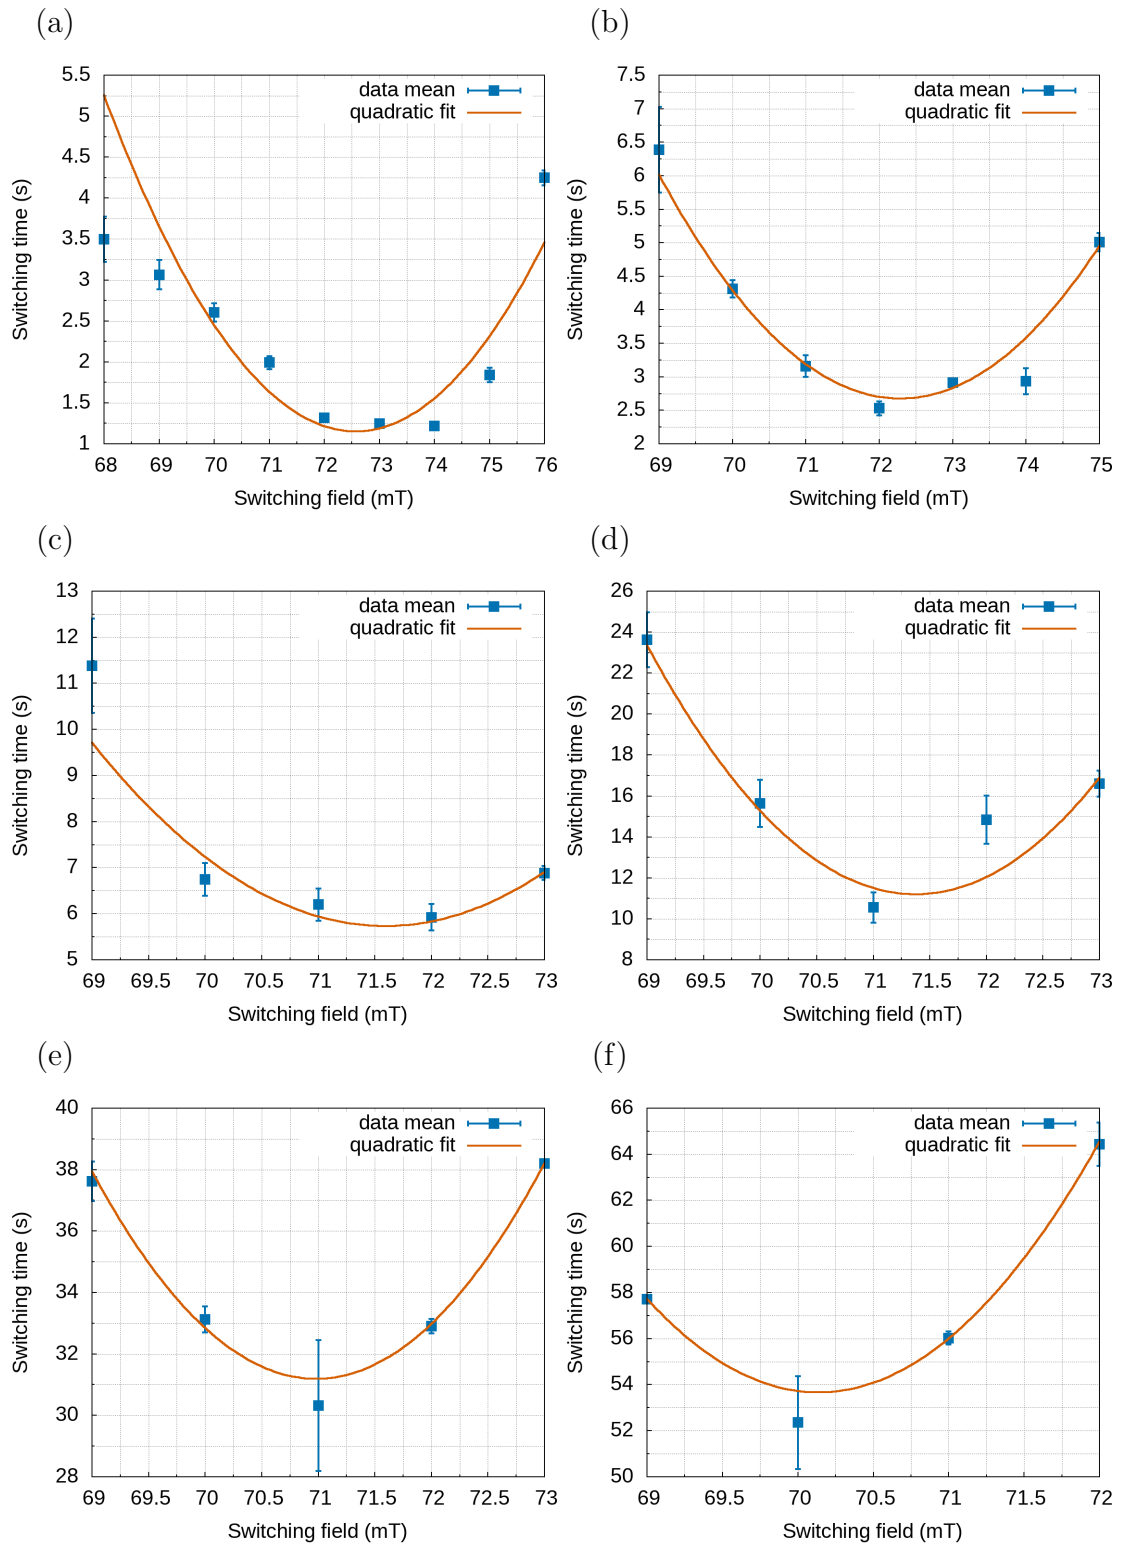 (a)
(b)
data mean
quadratic fit
5.5
5
4.5
4
3.5
3
2.5
2
1.5
1
68 69 70 71 72 73 74 75 76
Switching time (s)
Switching field (mT)
data mean
quadratic fit
7.5
7
6.5
6
5.5
5
4.5
4
3.5
3
2.5
2
69 70 71 72 73 74 75
Switching time (s)
Switching field (mT)
(c)
(d)
data mean
quadratic fit
13
12
11
10
9
8
7
6
5
69 69.5 70 70.5 71 71.5 72 72.5 73
Switching time (s)
Switching field (mT)
data mean
quadratic fit
26
24
22
20
18
16
14
12
10
8
69 69.5 70 70.5 71 71.5 72 72.5 73
Switching time (s)
Switching field (mT)
(e)
(f)
data mean
quadratic fit
40
38
36
34
32
30
28
69 69.5 70 70.5 71 71.5 72 72.5 73
Switching time (s)
Switching field (mT)
data mean
quadratic fit
66
64
62
60
58
56
54
52
50
69 69.5 70 70.5 71 71.5 72
Switching time (s)
Switching field (mT)